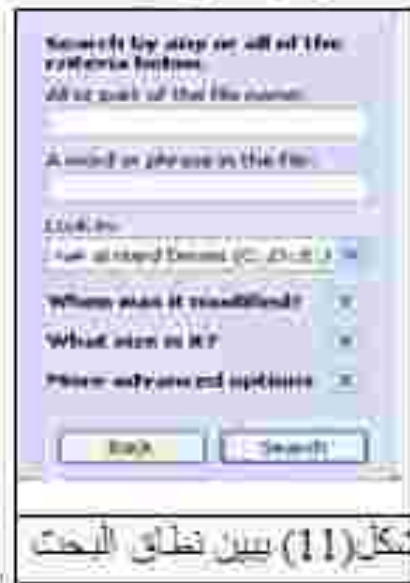 Search by any or all of the
criteria below.
All or part of the file name:
A word or phrase in the file:
Look in:
Hard Drives (C:;D:;E:)
When was it modified?
What size is it?
More advanced options
Back
Search
شكل(11) يبين نطاق البحث